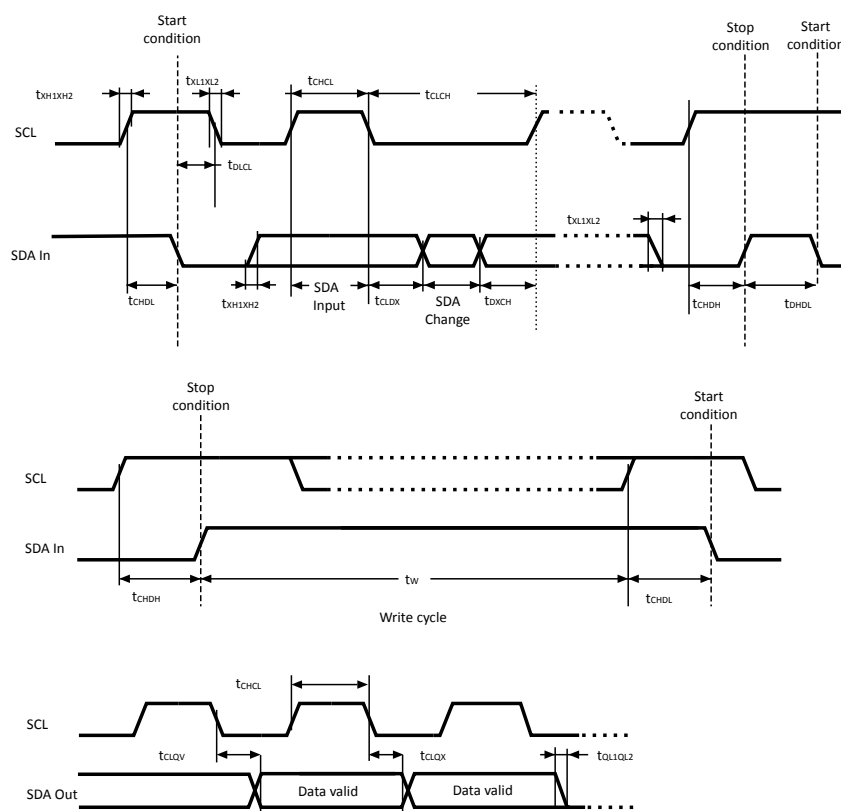 Start
condition
Stop
condition
Start
condition
tXH1XH2
tXL1XL2
tCHCL
tCLCH
SCL
tDLCL
tXL1XL2
SDA In
tCHDL
tXH1XH2
SDA
Input
tCLDX
SDA
Change
tDXCH
tCHDH
tDHDL
Stop
condition
Start
condition
SCL
SDA In
tCHDH
tW
tCHDL
Write cycle
tCHCL
SCL
tCLQV
tCLQX
tQL1QL2
SDA Out
Data valid
Data valid